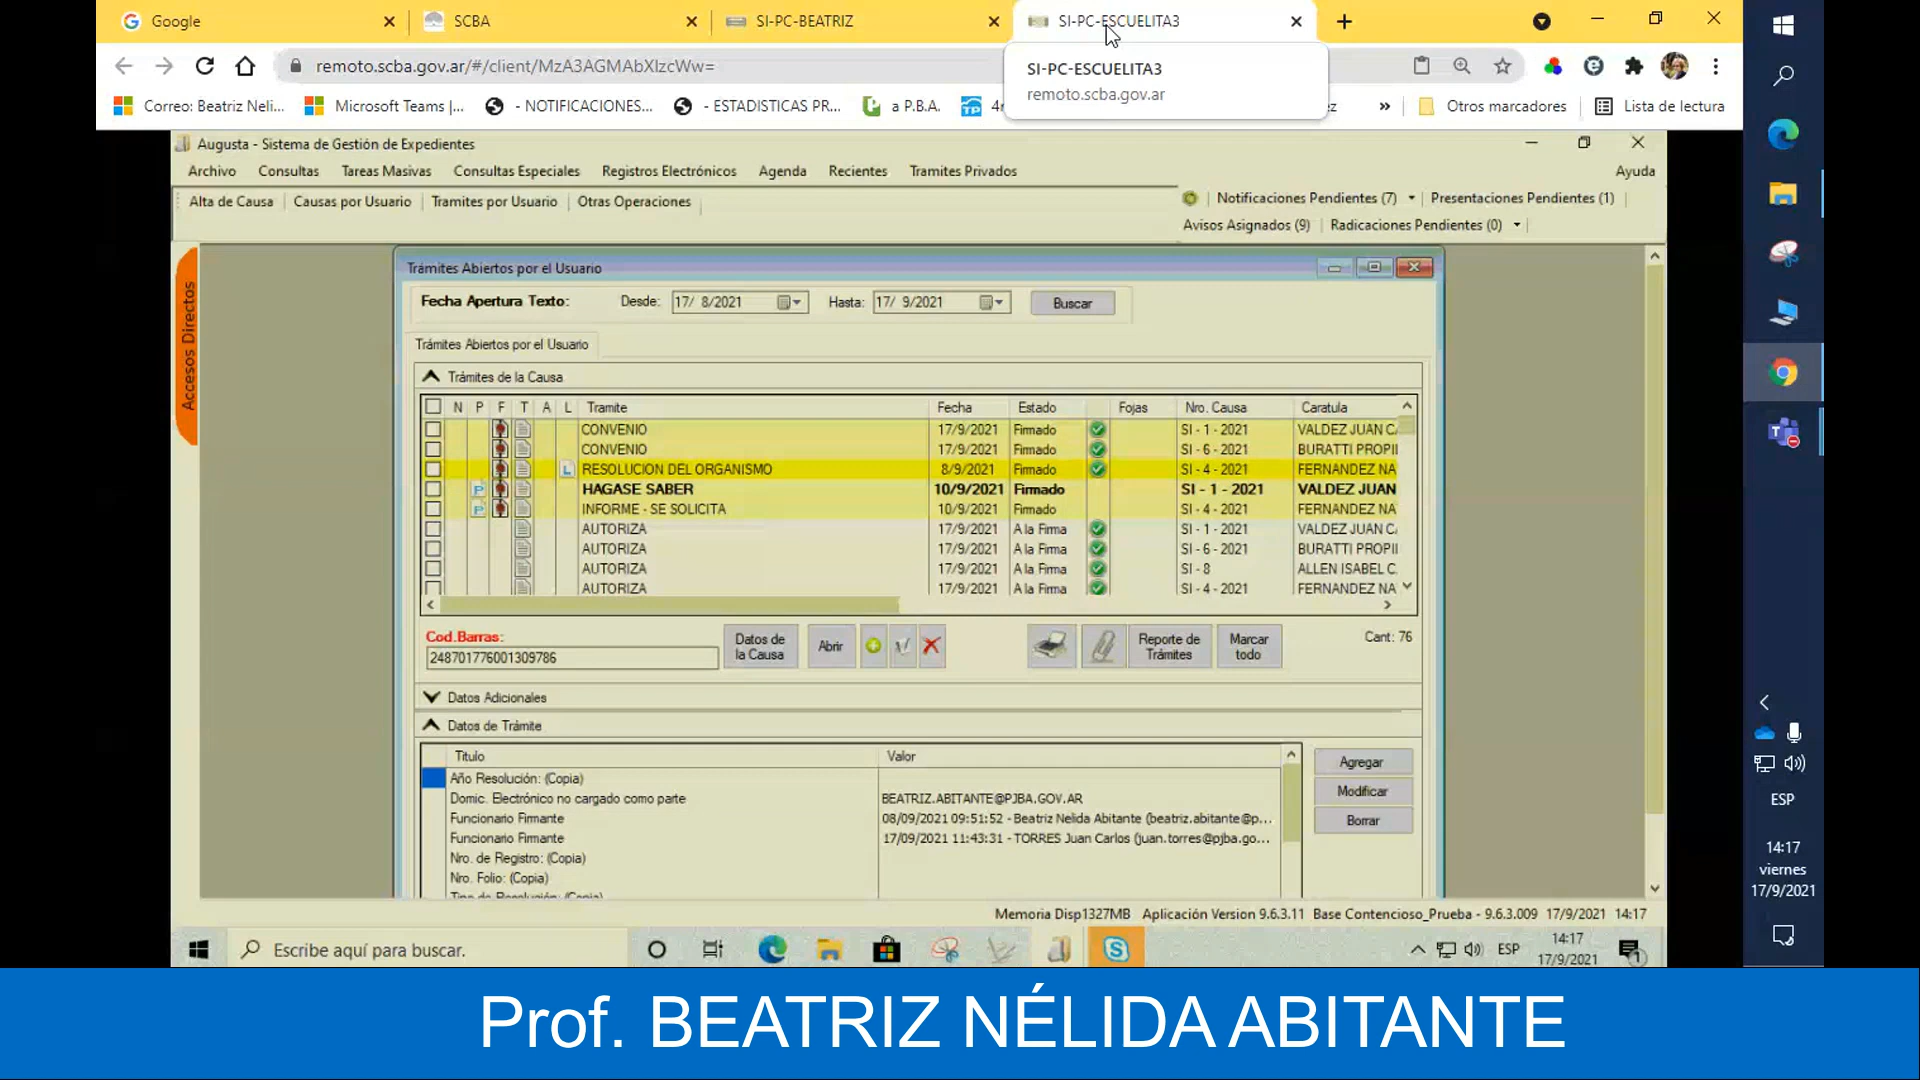 Google
SCBA
SI-PC-BEATRIZ
SI-PC-ESCUELITA3
remoto.scba.gov.ar/#/client/MzA3AGMAbXlzcWw=
SI-PC-ESCUELITA3
remoto.scba.gov.ar
Correo: Beatriz Neli...
Microsoft Teams |...
- NOTIFICACIONES...
- ESTADISTICAS PR...
a P.B.A.
Otros marcadores
Lista de lectura
Augusta - Sistema de Gestión de Expedientes
Archivo Consultas Tareas Masivas Consultas Especiales Registros Electrónicos Agenda Recientes Tramites Privados Ayuda
Alta de Causa Causas por Usuario Tramites por Usuario Otras Operaciones
Notificaciones Pendientes (7) Presentaciones Pendientes (1)
Avisos Asignados (9) Radicaciones Pendientes (0)
Accesos Directos
Trámites Abiertos por el Usuario
Fecha Apertura Texto: Desde: 17/ 8/2021 Hasta: 17/ 9/2021 Buscar
Trámites Abiertos por el Usuario
Trámites de la Causa
N P F T A L Tramite Fecha Estado Fojas Nro. Causa Caratula
CONVENIO 17/9/2021 Firmado SI - 1 - 2021 VALDEZ JUAN CA
CONVENIO 17/9/2021 Firmado SI - 6 - 2021 BURATTI PROPII
L RESOLUCION DEL ORGANISMO 8/9/2021 Firmado SI - 4 - 2021 FERNANDEZ NA
P HAGASE SABER 10/9/2021 Firmado SI - 1 - 2021 VALDEZ JUAN
P INFORME - SE SOLICITA 10/9/2021 Firmado SI - 4 - 2021 FERNANDEZ NA
AUTORIZA 17/9/2021 A la Firma SI - 1 - 2021 VALDEZ JUAN CA
AUTORIZA 17/9/2021 A la Firma SI - 6 - 2021 BURATTI PROPII
AUTORIZA 17/9/2021 A la Firma SI - 8 ALLEN ISABEL C.
AUTORIZA 17/9/2021 A la Firma SI - 4 - 2021 FERNANDEZ NA
Cod.Barras:
248701776001309786
Datos de la Causa
Abrir
Reporte de Trámites
Marcar todo
Cant: 76
Datos Adicionales
Datos de Trámite
Titulo Valor
Año Resolución: (Copia)
Domic. Electrónico no cargado como parte BEATRIZ.ABITANTE@PJBA.GOV.AR
Funcionario Firmante 08/09/2021 09:51:52 - Beatriz Nelida Abitante (beatriz.abitante@p...
Funcionario Firmante 17/09/2021 11:43:31 - TORRES Juan Carlos (juan.torres@pjba.go...
Nro. de Registro: (Copia)
Nro. Folio: (Copia)
Tipo de Resolución: (Copia)
Agregar
Modificar
Borrar
Memoria Disp1327MB Aplicación Version 9.6.3.11 Base Contencioso_Prueba - 9.6.3.009 17/9/2021 14:17
Escribe aquí para buscar.
ESP
14:17
17/9/2021
1
ESP
14:17
viernes
17/9/2021
Prof. BEATRIZ NÉLIDA ABITANTE